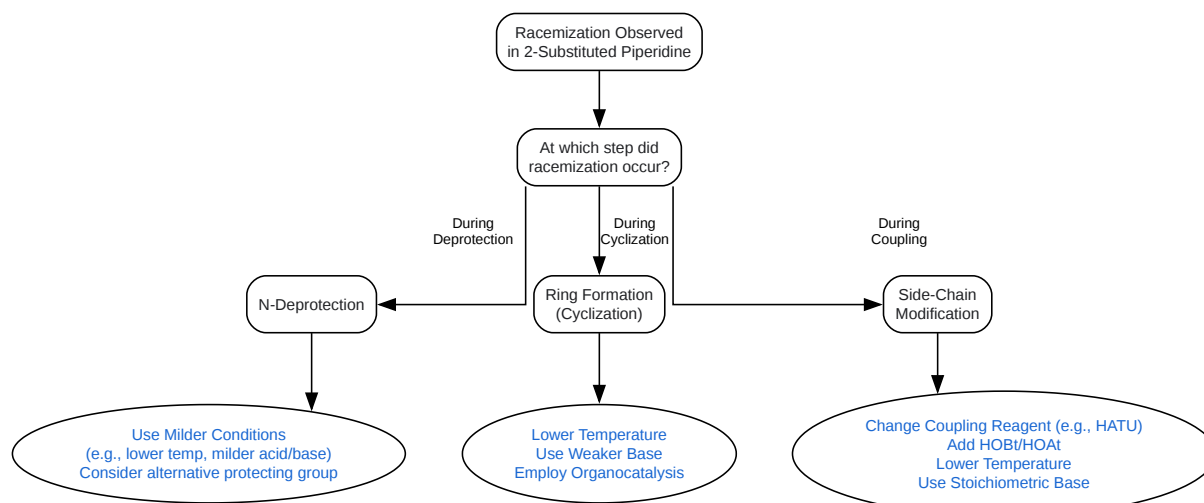 Racemization Observed
in 2-Substituted Piperidine
At which step did
racemization occur?
During
Deprotection
During
Cyclization
During
Coupling
N-Deprotection
Ring Formation
(Cyclization)
Side-Chain
Modification
Use Milder Conditions
(e.g., lower temp, milder acid/base)
Consider alternative protecting group
Lower Temperature
Use Weaker Base
Employ Organocatalysis
Change Coupling Reagent (e.g., HATU)
Add HOBt/HOAt
Lower Temperature
Use Stoichiometric Base